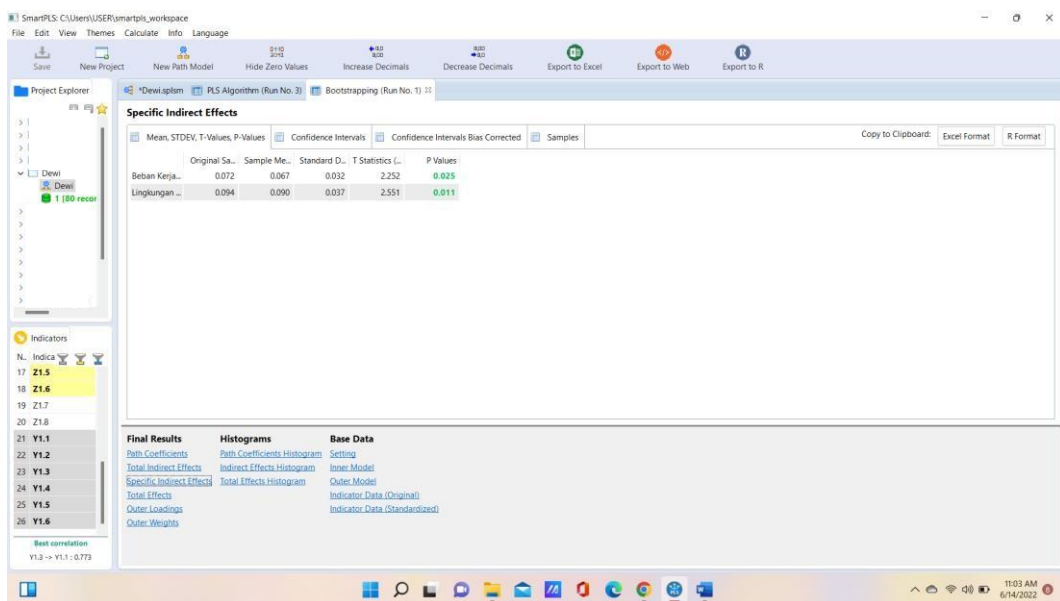 SmartPLS: C:\Users\USER\smartpls_workspace
File Edit View Themes Calculate Info Language
Save New Project New Path Model Hide Zero Values Increase Decimals Decrease Decimals Export to Excel Export to Web Export to R
Project Explorer
*Dewi.splsm PLS Algorithm (Run No. 3) Bootstrapping (Run No. 1)
Specific Indirect Effects
Mean, STDEV, T-Values, P-Values Confidence Intervals Confidence Intervals Bias Corrected Samples
Copy to Clipboard: Excel Format R Format
Original Sa... Sample Me... Standard D... T Statistics (... P Values
Beban Kerja... 0.072 0.067 0.032 2.252 0.025
Lingkungan ... 0.094 0.090 0.037 2.551 0.011
Dewi
Dewi
1 [80 recor
Indicators
N.. Indica
17 Z1.5
18 Z1.6
19 Z1.7
20 Z1.8
21 Y1.1
22 Y1.2
23 Y1.3
24 Y1.4
25 Y1.5
26 Y1.6
Best correlation
Y1.3 -> Y1.1 : 0.773
Final Results
Path Coefficients
Total Indirect Effects
Specific Indirect Effects
Total Effects
Outer Loadings
Outer Weights
Histograms
Path Coefficients Histogram
Indirect Effects Histogram
Total Effects Histogram
Base Data
Setting
Inner Model
Outer Model
Indicator Data (Original)
Indicator Data (Standardized)
11:03 AM
6/14/2022